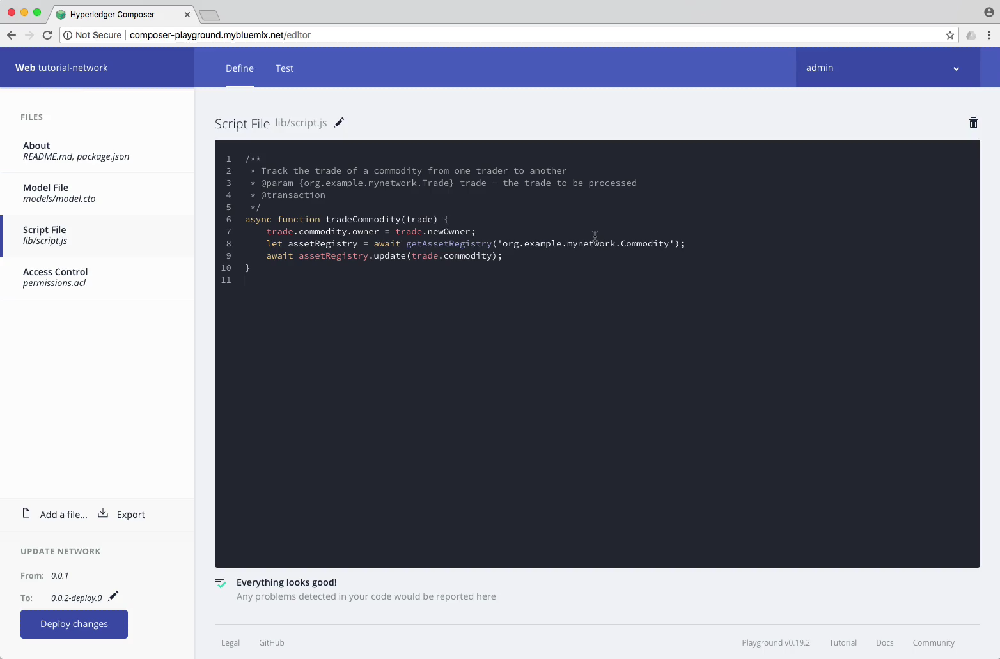 Hyperledger Composer
Not Secure | composer-playground.mybluemix.net/editor
Web tutorial-network
Define
Test
admin
FILES
About
README.md, package.json
Model File
models/model.cto
Script File
lib/script.js
Access Control
permissions.acl
Add a file...
Export
UPDATE NETWORK
From: 0.0.1
To: 0.0.2-deploy.0
Deploy changes
Script File lib/script.js
1 /**
2  * Track the trade of a commodity from one trader to another
3  * @param {org.example.mynetwork.Trade} trade - the trade to be processed
4  * @transaction
5  */
6 async function tradeCommodity(trade) {
7     trade.commodity.owner = trade.newOwner;
8     let assetRegistry = await getAssetRegistry('org.example.mynetwork.Commodity');
9     await assetRegistry.update(trade.commodity);
10 }
11
Everything looks good!
Any problems detected in your code would be reported here
Legal
GitHub
Playground v0.19.2
Tutorial
Docs
Community